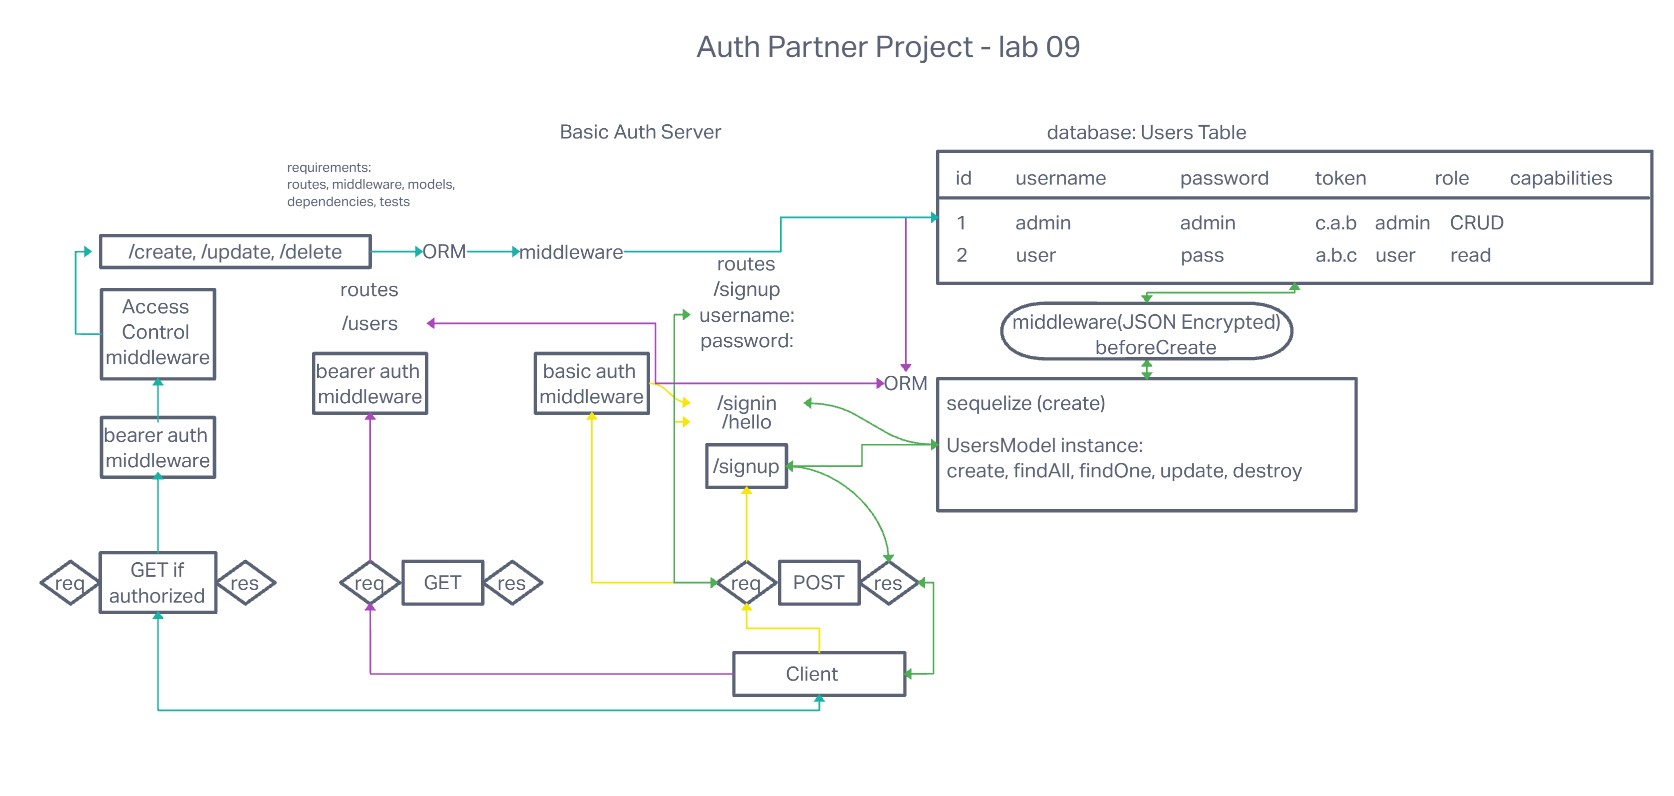 Auth Partner Project - lab 09
Basic Auth Server
database: Users Table
requirements:
routes, middleware, models,
dependencies, tests
id username password token role capabilities
1 admin admin c.a.b admin CRUD
2 user pass a.b.c user read
/create, /update, /delete
ORM
middleware
routes
/signup
username:
password:
Access
Control
middleware
routes
/users
middleware(JSON Encrypted)
beforeCreate
bearer auth
middleware
basic auth
middleware
ORM
/signin
/hello
sequelize (create)
UsersModel instance:
create, findAll, findOne, update, destroy
bearer auth
middleware
/signup
req
GET if
authorized
res
req
GET
res
req
POST
res
Client